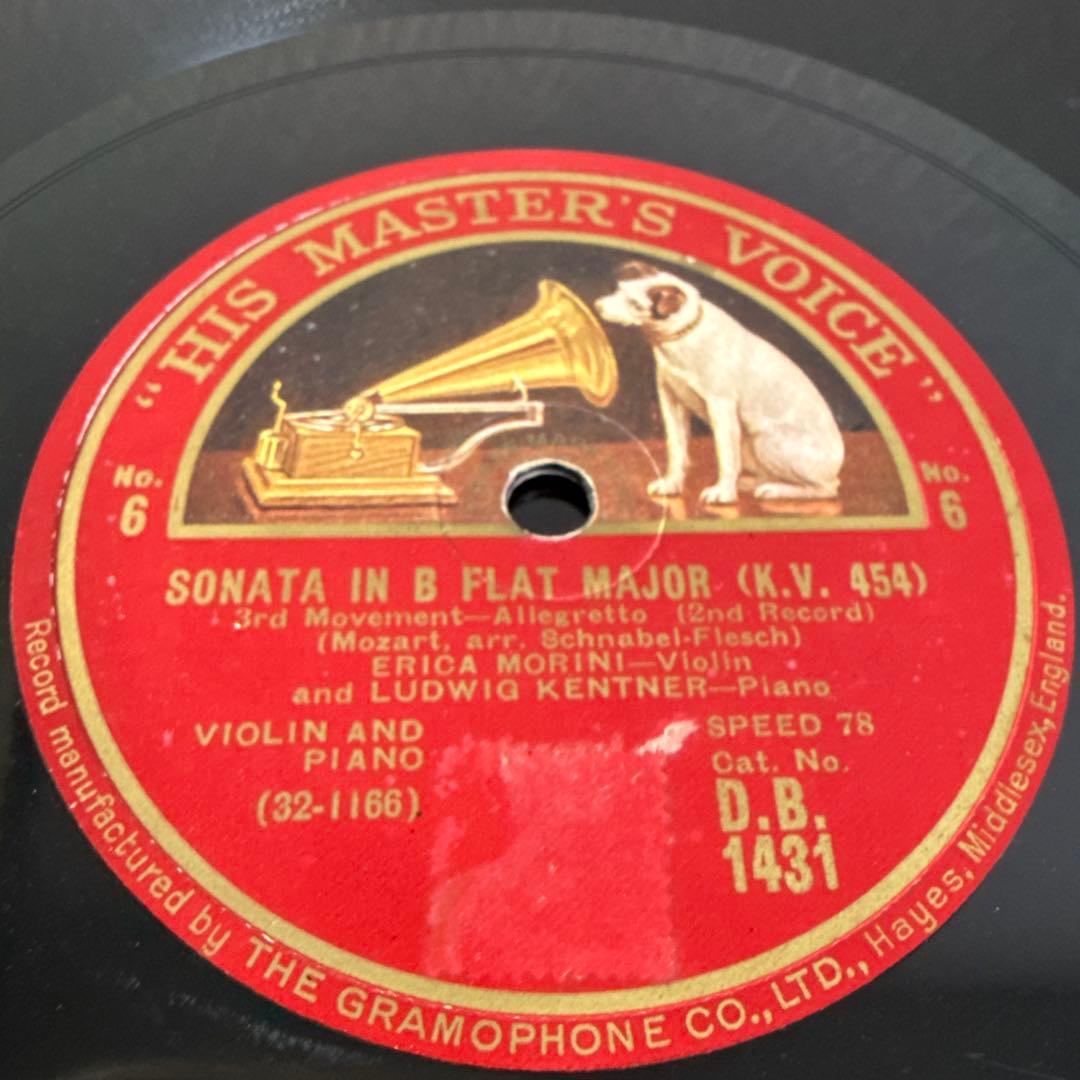 "HIS MASTER'S VOICE"
No. 6
No. 6
SONATA IN B FLAT MAJOR (K.V. 454)
3rd Movement—Allegretto (2nd Record)
(Mozart, arr. Schnabel-Flesch)
ERICA MORINI—Violin
and LUDWIG KENTNER—Piano
VIOLIN AND
PIANO
(32-1166)
SPEED 78
Cat. No.
D.B.
1431
Record manufactured by THE GRAMOPHONE CO., LTD., Hayes, Middlesex, England.